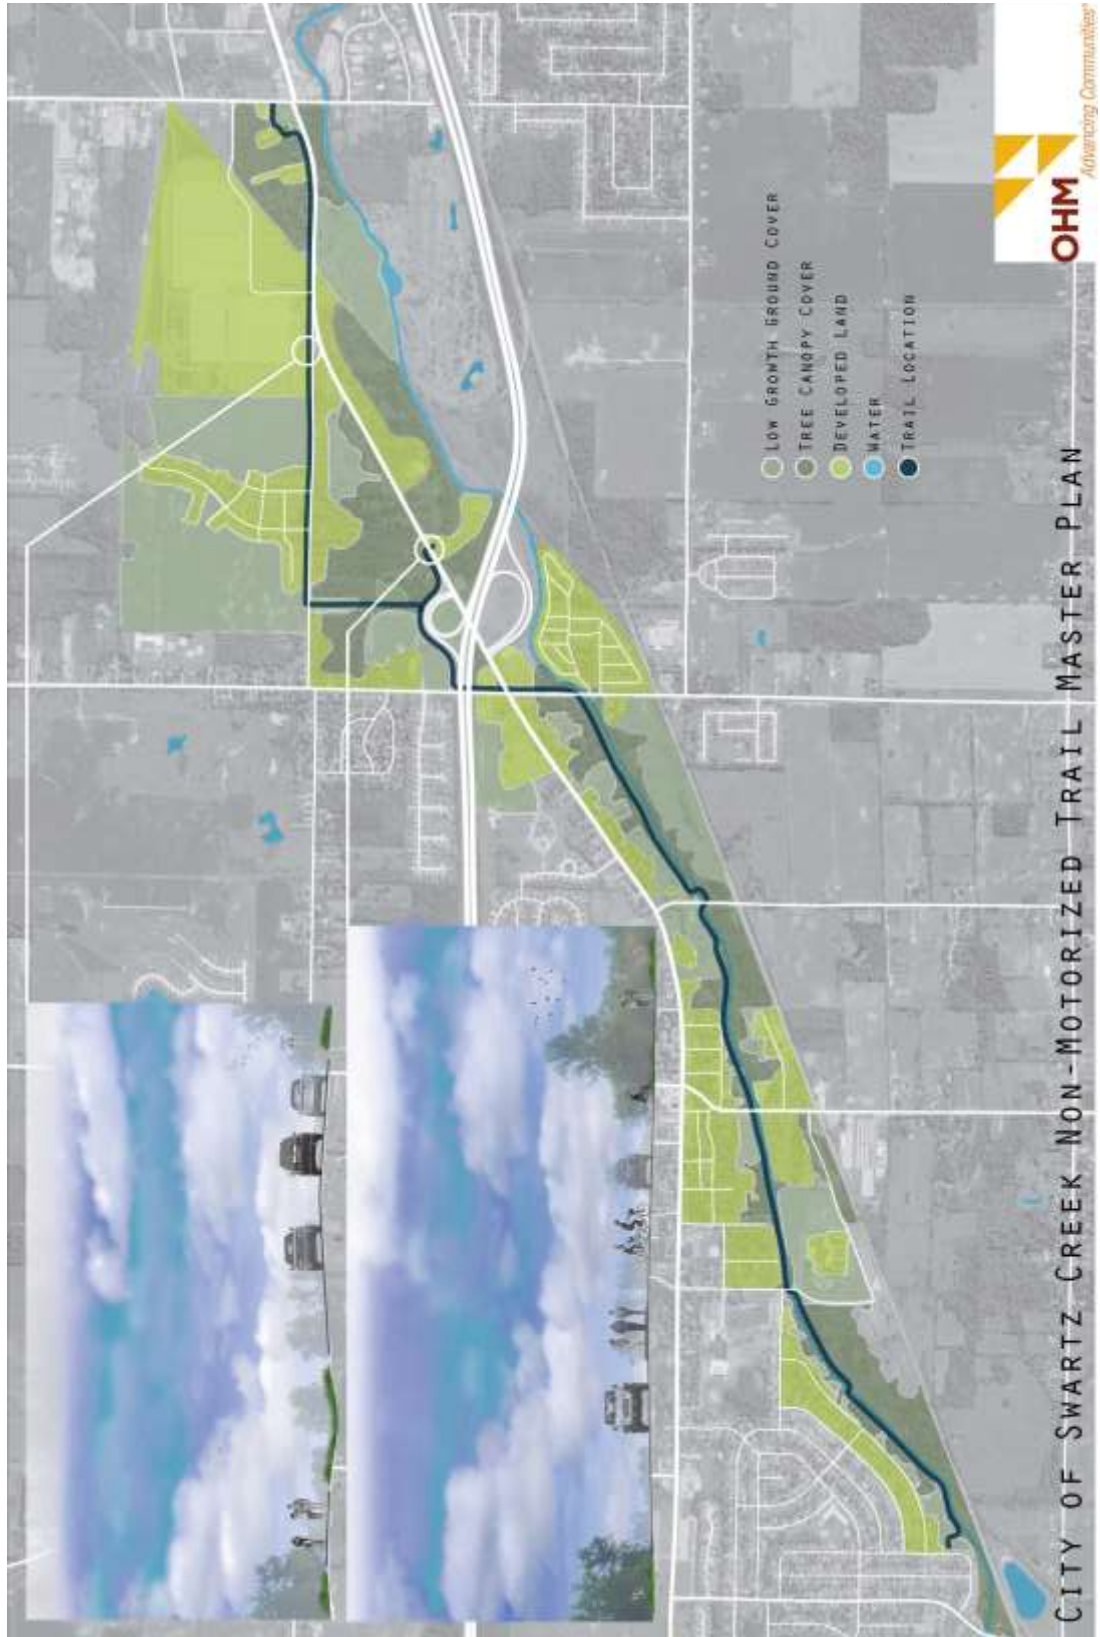 LOW GROWTH GROUND COVER
TREE CANOPY COVER
DEVELOPED LAND
WATER
TRAIL LOCATION
CITY OF SWARTZ CREEK NON-MOTORIZED TRAIL MASTER PLAN
OHM
Advancing Communities